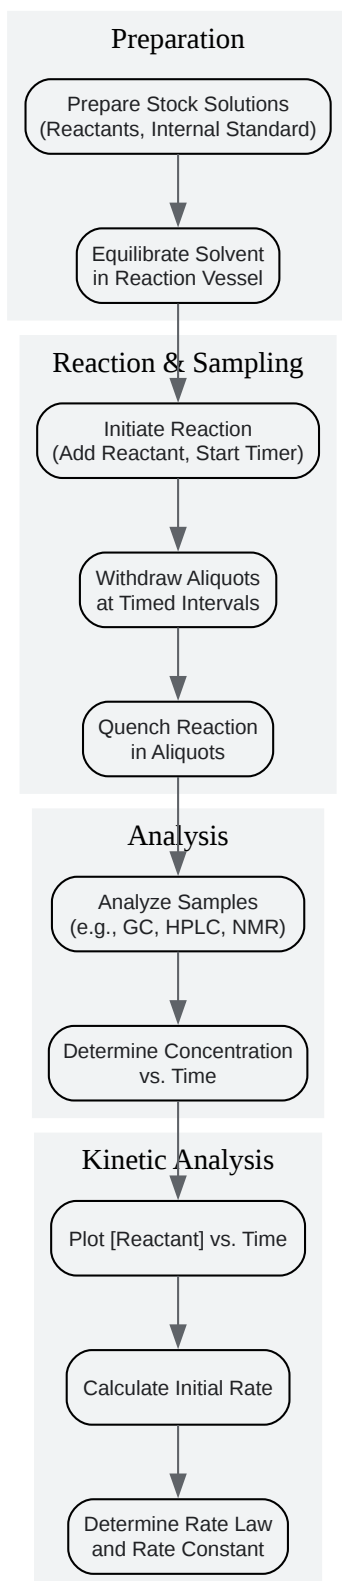 Preparation
Prepare Stock Solutions
(Reactants, Internal Standard)
Equilibrate Solvent
in Reaction Vessel
Reaction & Sampling
Initiate Reaction
(Add Reactant, Start Timer)
Withdraw Aliquots
at Timed Intervals
Quench Reaction
in Aliquots
Analysis
Analyze Samples
(e.g., GC, HPLC, NMR)
Determine Concentration
vs. Time
Kinetic Analysis
Plot [Reactant] vs. Time
Calculate Initial Rate
Determine Rate Law
and Rate Constant